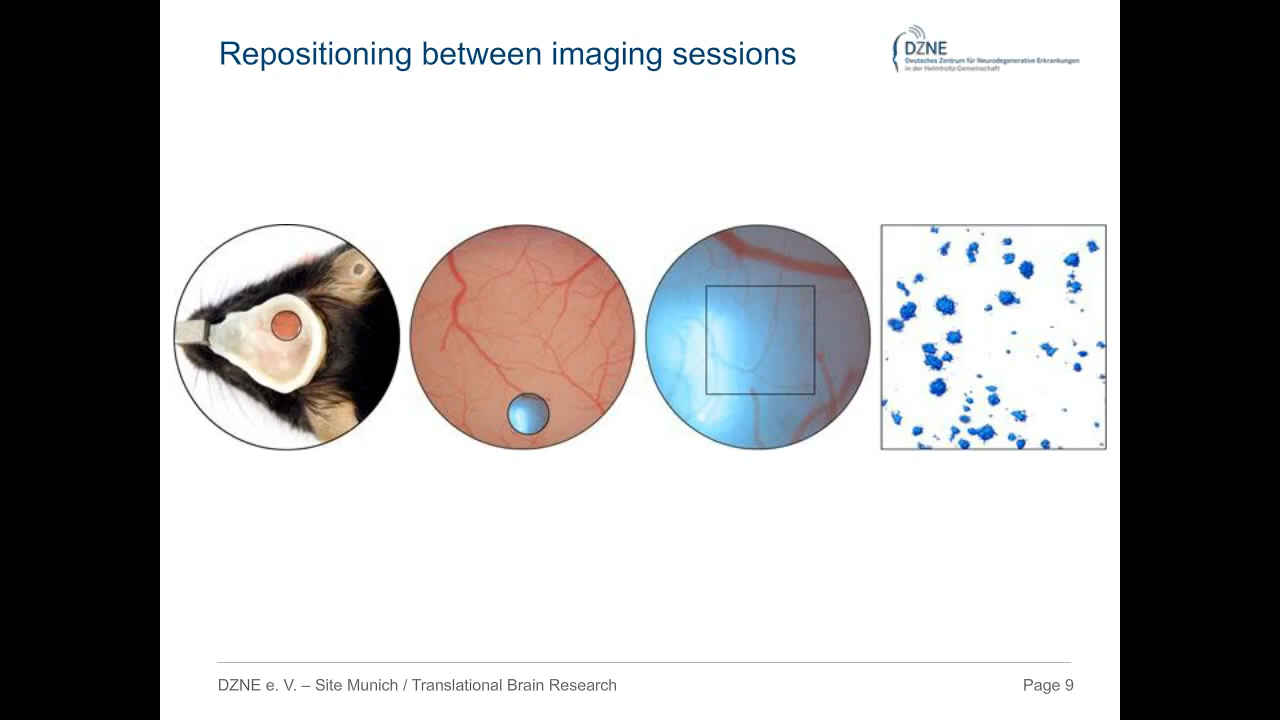 Repositioning between imaging sessions
DZNE
Deutsches Zentrum für Neurodegenerative Erkrankungen
in der Helmholtz-Gemeinschaft
DZNE e. V. – Site Munich / Translational Brain Research
Page 9